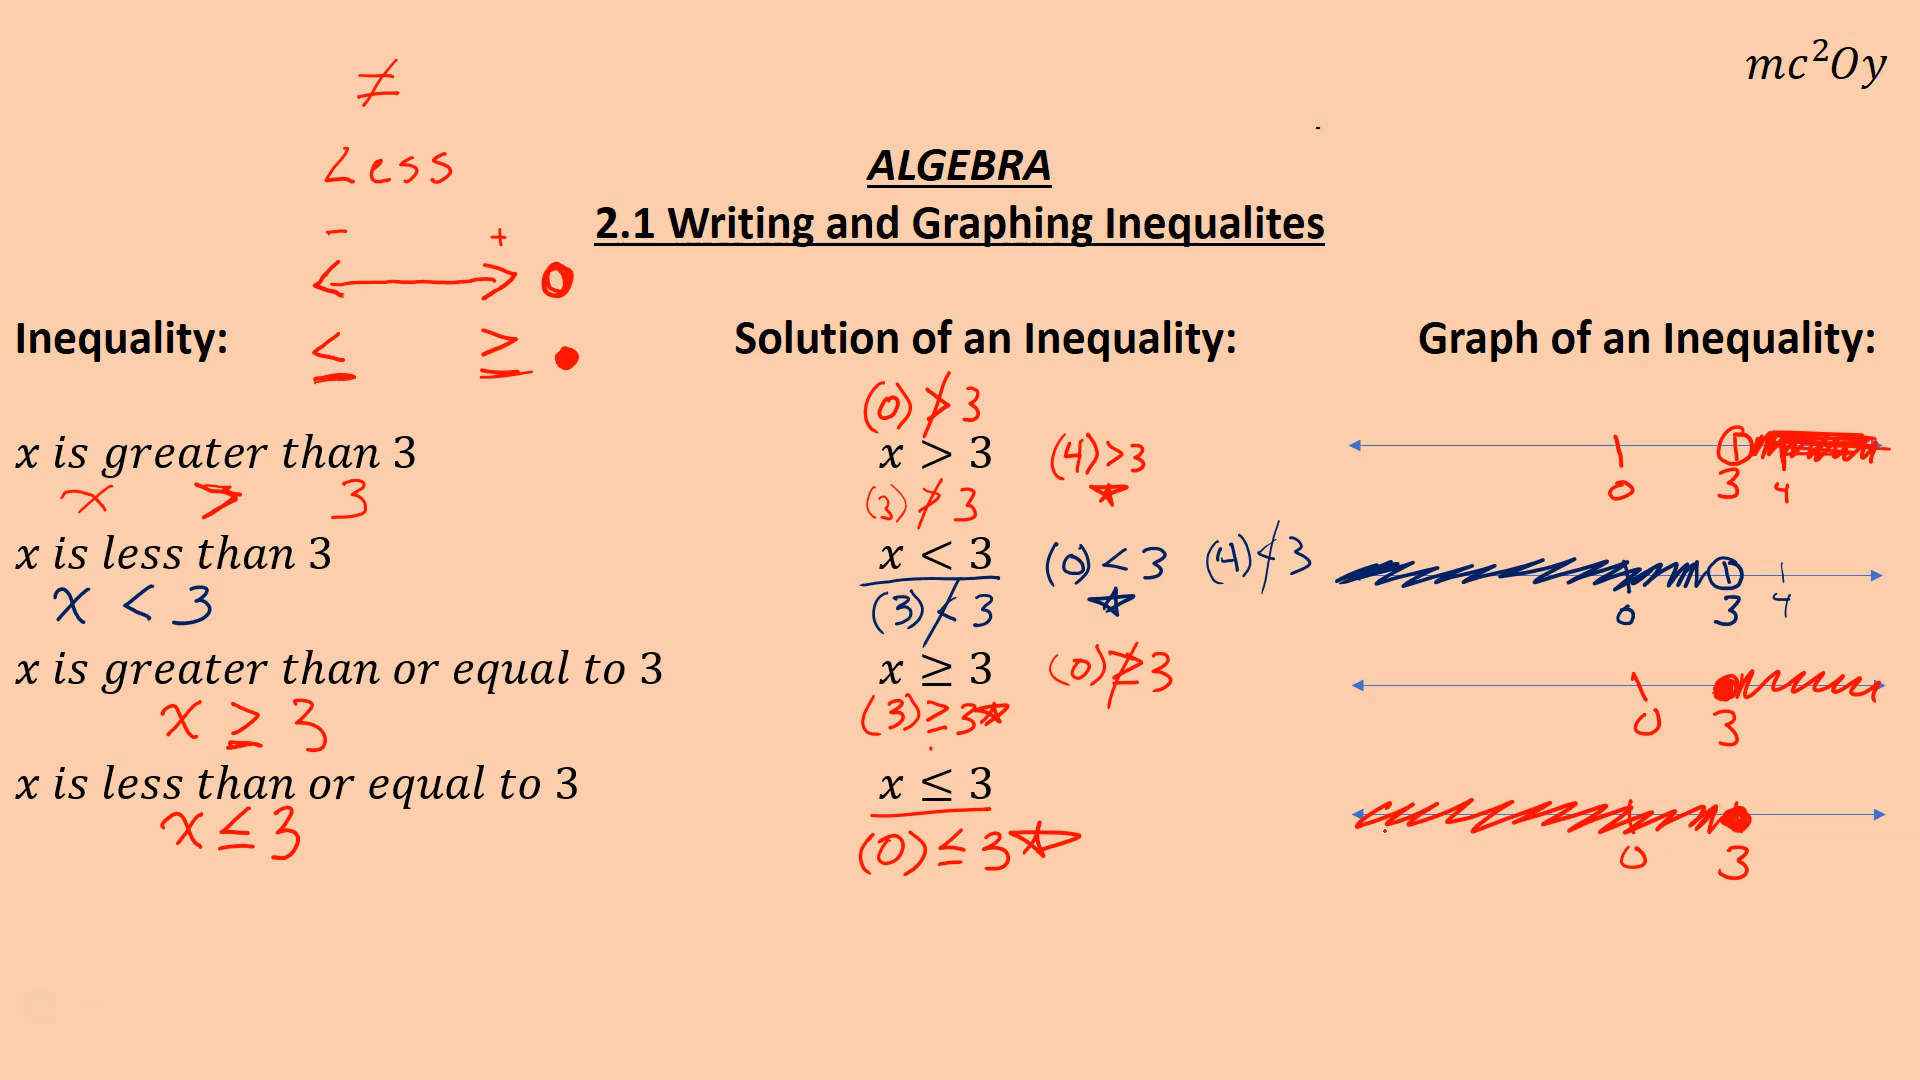 mc²Oy
≠
Less
ALGEBRA
2.1 Writing and Graphing Inequalites
- +
< > O
Inequality: ≤ ≥ ● Solution of an Inequality: Graph of an Inequality:
(0) ≯ 3
x is greater than 3 x > 3 (4) > 3
x > 3 (3) ≯ 3 0 3 4
x is less than 3 x < 3 (0) < 3 (4) ≮ 3
x < 3 (3) ≮ 3 0 3 4
x is greater than or equal to 3 x ≥ 3 (0) ≱ 3
x ≥ 3 (3) ≥ 3 ★ 0 3
x is less than or equal to 3 x ≤ 3
x ≤ 3 (0) ≤ 3 ★ 0 3